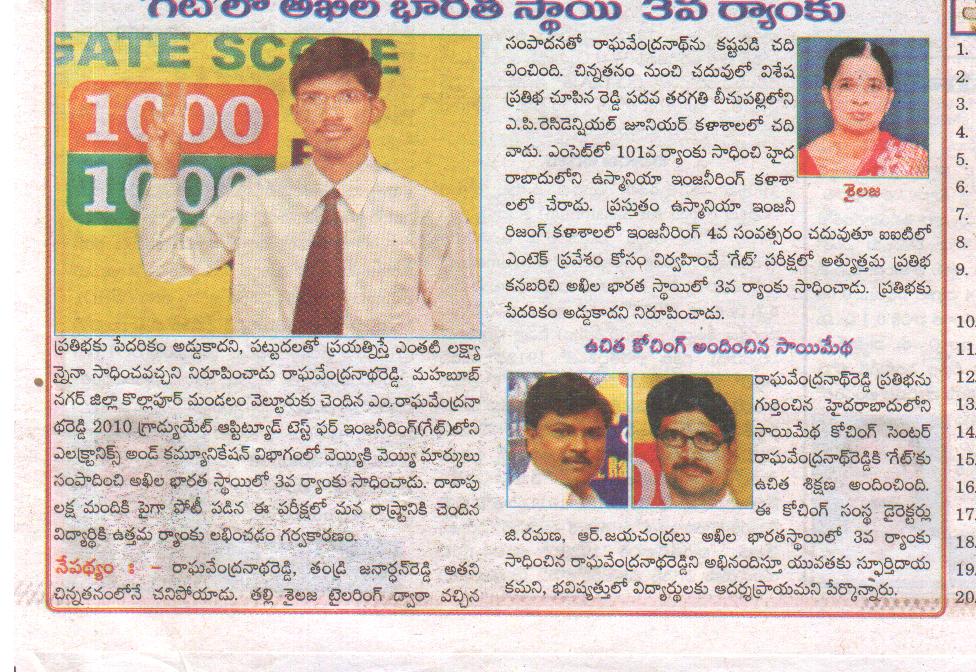 'గేట్'లో అఖిల భారత స్థాయి 3వ ర్యాంకు
GATE SCORE
1000
1000
ప్రతిభకు పేదరికం అడ్డుకాదని, పట్టుదలతో ప్రయత్నిస్తే ఎంతటి లక్ష్యా
న్నైనా సాధించవచ్చని నిరూపించాడు రాఘవేంద్రనాథరెడ్డి. మహబూబ్
నగర్ జిల్లా కొల్లాపూర్ మండలం వెల్టూరుకు చెందిన ఎం.రాఘవేంద్రనా
థరెడ్డి 2010 గ్రాడ్యుయేట్ ఆప్టిట్యూడ్ టెస్ట్ ఫర్ ఇంజనీరింగ్(గేట్)లోని
ఎలక్ట్రానిక్స్ అండ్ కమ్యూనికేషన్ విభాగంలో వెయ్యికి వెయ్యి మార్కులు
సంపాదించి అఖిల భారత స్థాయిలో 3వ ర్యాంకు సాధించాడు. దాదాపు
లక్ష మందికి పైగా పోటీ పడిన ఈ పరీక్షలో మన రాష్ట్రానికి చెందిన
విద్యార్థికి ఉత్తమ ర్యాంకు లభించడం గర్వకారణం.
నేపథ్యం : - రాఘవేంద్రనాథరెడ్డి, తండ్రి జనార్ధన్‌రెడ్డి అతని
చిన్నతనంలోనే చనిపోయాడు. తల్లి శైలజ టైలరింగ్ ద్వారా వచ్చిన
సంపాదనతో రాఘవేంద్రనాథ్‌ను కష్టపడి చది
వించింది. చిన్నతనం నుంచి చదువులో విశేష
ప్రతిభ చూపిన రెడ్డి పదవ తరగతి బీచుపల్లిలోని
ఎ.పి.రెసిడెన్షియల్ జూనియర్ కళాశాలలో చది
వాడు. ఎంసెట్‌లో 101వ ర్యాంకు సాధించి హైద
రాబాదులోని ఉస్మానియా ఇంజనీరింగ్ కళాశా
లలో చేరాడు. ప్రస్తుతం ఉస్మానియా ఇంజనీ
రిజంగ్ కళాశాలలో ఇంజనీరింగ్ 4వ సంవత్సరం చదువుతూ ఐఐటిలో
ఎంటెక్ ప్రవేశం కోసం నిర్వహించే 'గేట్' పరీక్షలో అత్యుత్తమ ప్రతిభ
కనబరిచి అఖిల భారత స్థాయిలో 3వ ర్యాంకు సాధించాడు. ప్రతిభకు
పేదరికం అడ్డుకాదని నిరూపించాడు.
శైలజ
ఉచిత కోచింగ్ అందించిన సాయిమేథ
రాఘవేంద్రనాథ్‌రెడ్డి ప్రతిభను
గుర్తించిన హైదరాబాదులోని
సాయిమేథ కోచింగ్ సెంటర్
రాఘవేంద్రనాథ్‌రెడ్డికి 'గేట్'కు
ఉచిత శిక్షణ అందించింది.
ఈ కోచింగ్ సంస్థ డైరెక్టర్లు
జి.రమణ, ఆర్.జయచంద్రలు అఖిల భారతస్థాయిలో 3వ ర్యాంకు
సాధించిన రాఘవేంద్రనాథరెడ్డిని అభినందిస్తూ యువతకు స్ఫూర్తిదాయ
కమని, భవిష్యత్తులో విద్యార్థులకు ఆదర్శప్రాయమని పేర్కొన్నారు.
1.
2.
3.
4.
5.
6.
7.
8.
9.
10.
11.
12.
13.
14.
15.
16.
17.
18.
19.
20.